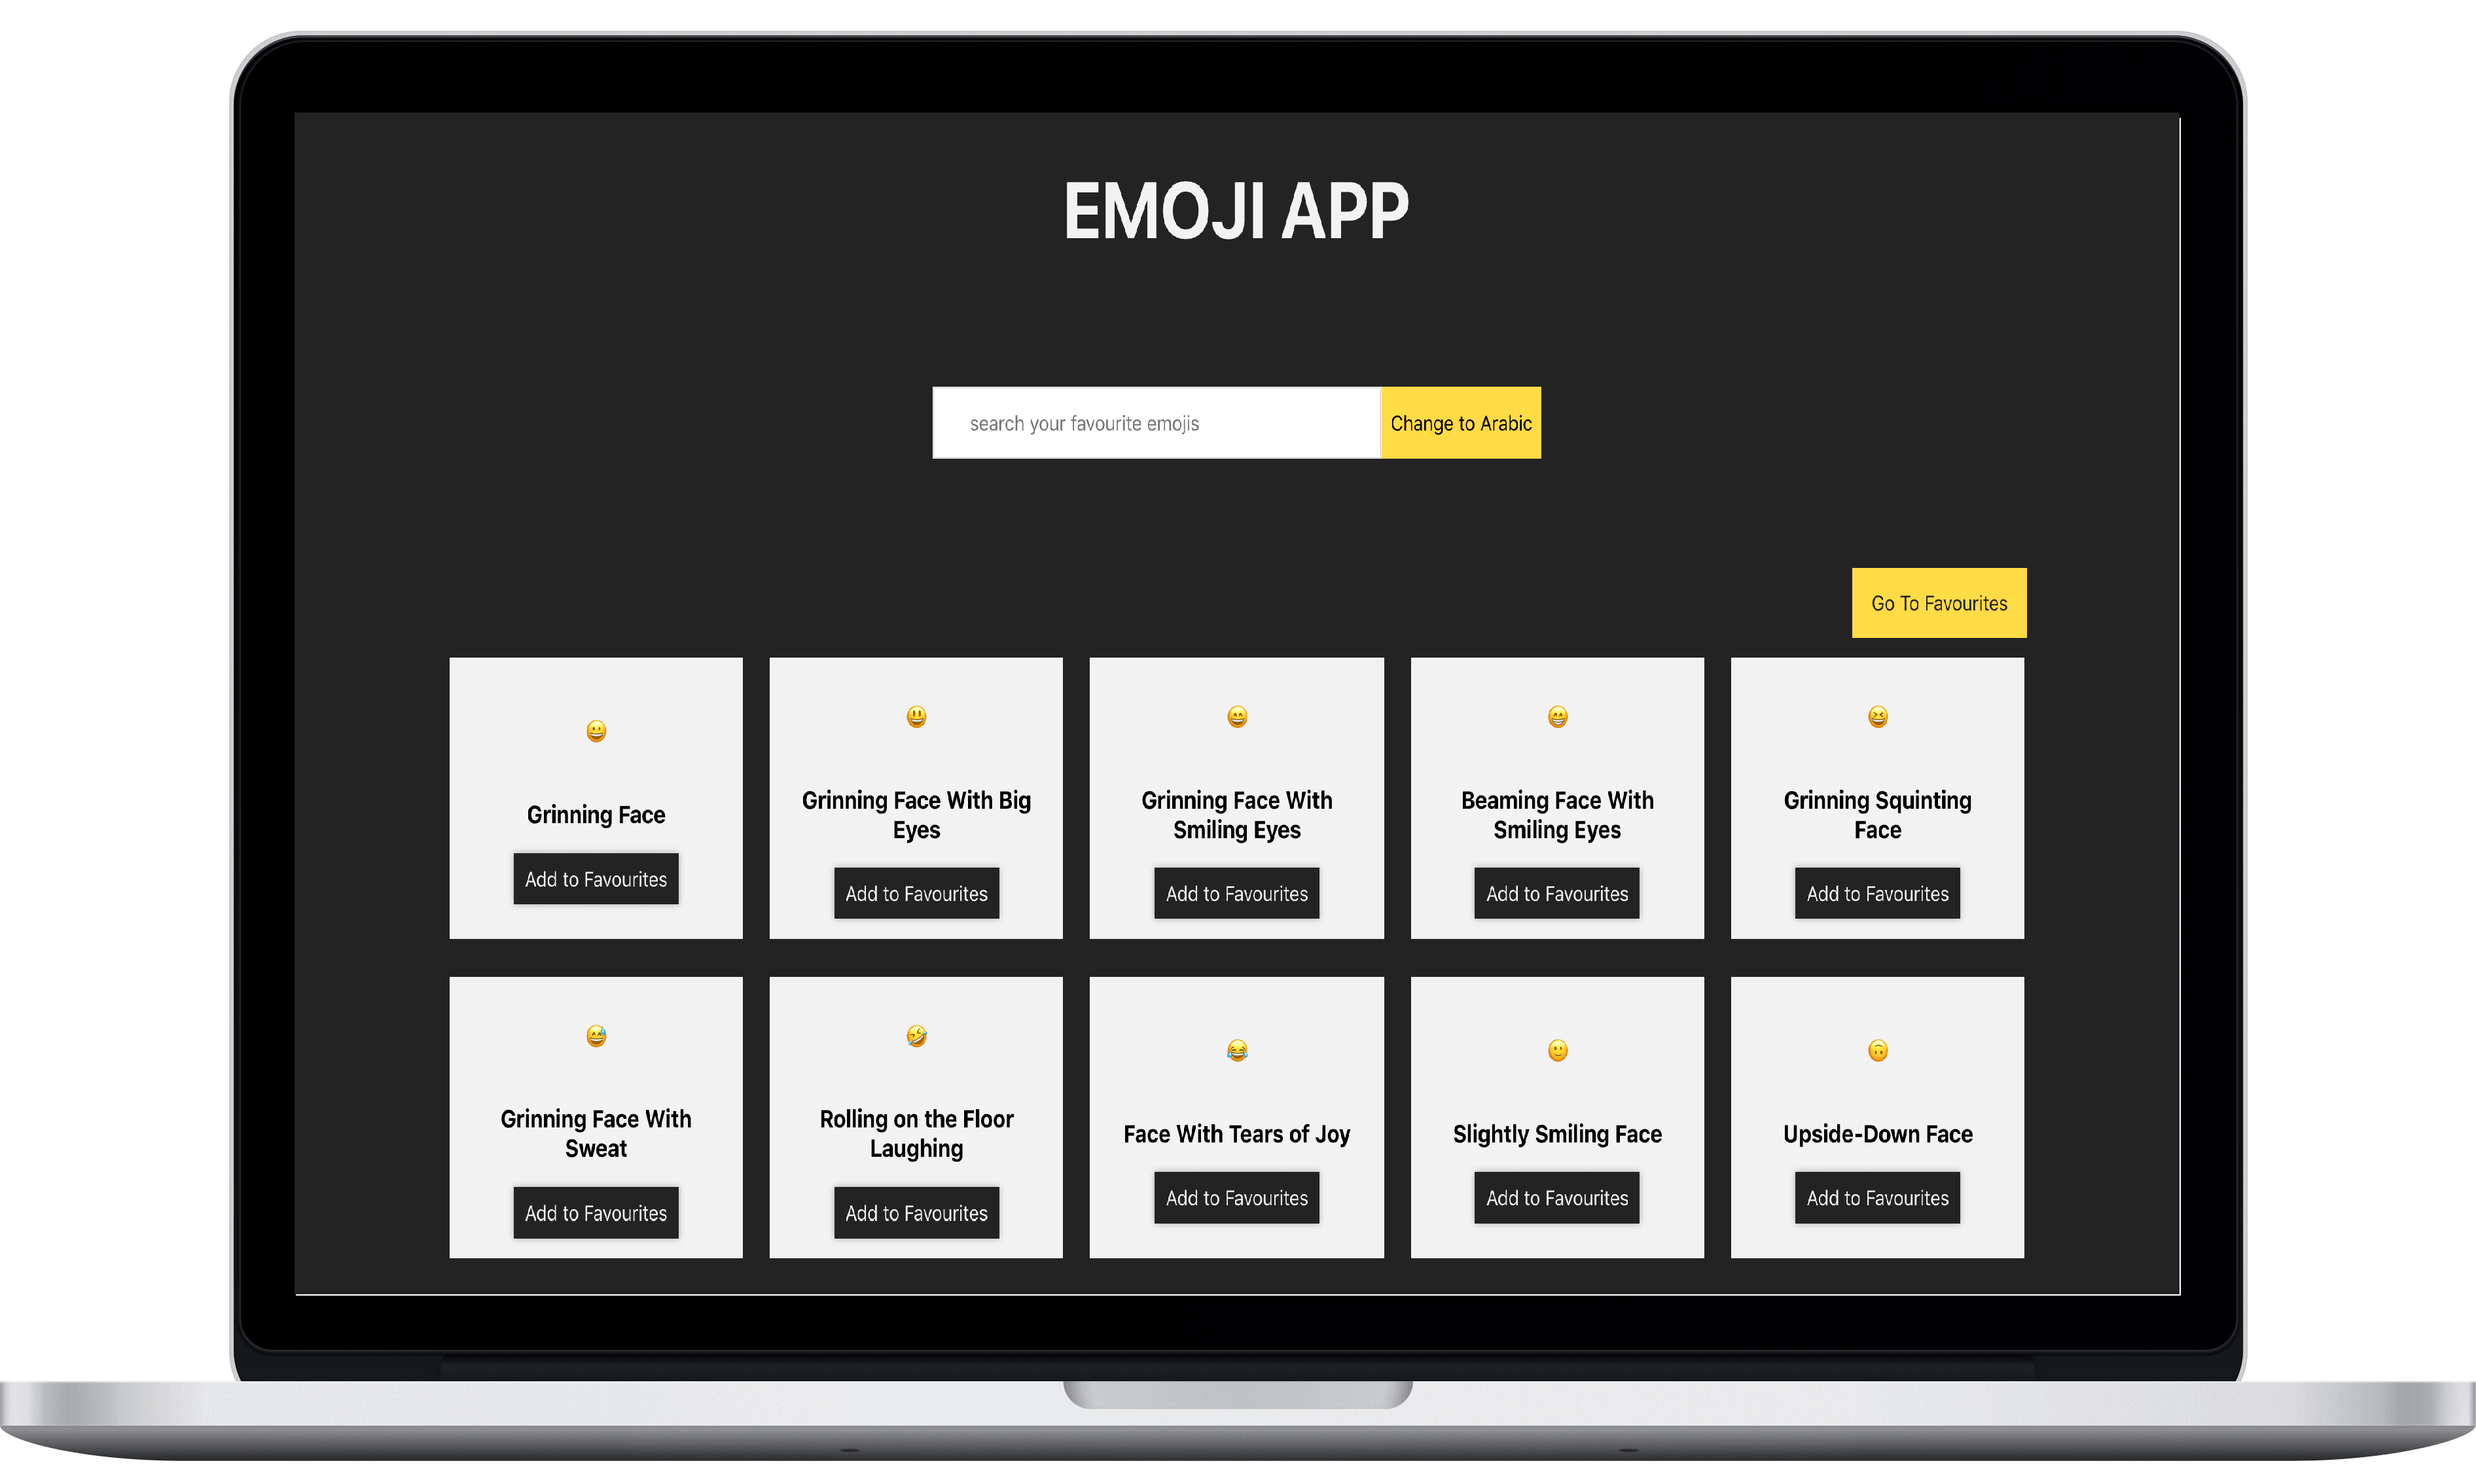 EMOJI APP
search your favourite emojis
Change to Arabic
Go To Favourites
Grinning Face
Add to Favourites
Grinning Face With Big
Eyes
Add to Favourites
Grinning Face With
Smiling Eyes
Add to Favourites
Beaming Face With
Smiling Eyes
Add to Favourites
Grinning Squinting
Face
Add to Favourites
Grinning Face With
Sweat
Add to Favourites
Rolling on the Floor
Laughing
Add to Favourites
Face With Tears of Joy
Add to Favourites
Slightly Smiling Face
Add to Favourites
Upside-Down Face
Add to Favourites